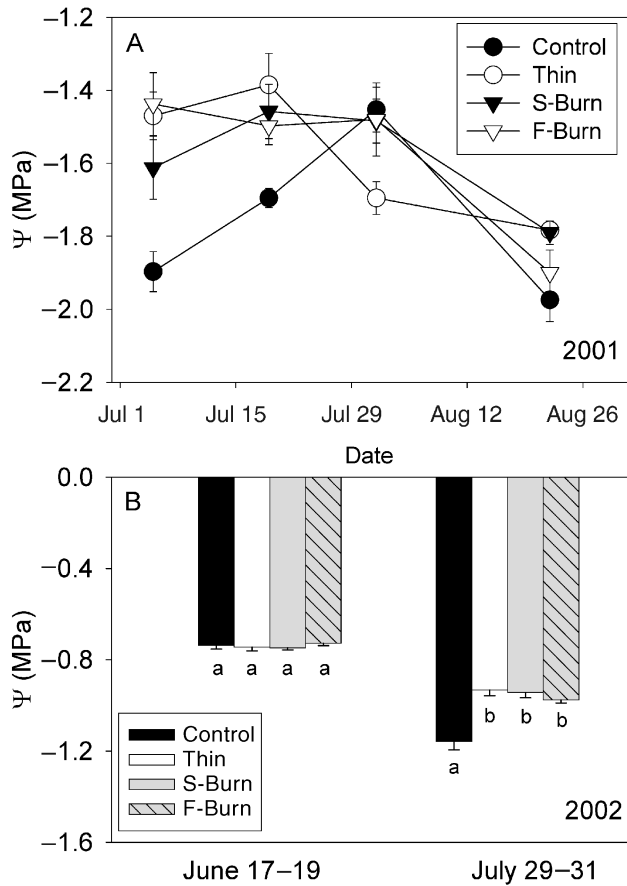 −1.2
A
Control
Thin
S-Burn
F-Burn
−1.4
−1.6
−1.8
−2.0
−2.2
Ψ (MPa)
2001
Jul 1 Jul 15 Jul 29 Aug 12 Aug 26
Date
0.0
B
−0.4
−0.8
−1.2
−1.6
Ψ (MPa)
a a a a
a b b b
Control
Thin
S-Burn
F-Burn
2002
June 17−19 July 29−31